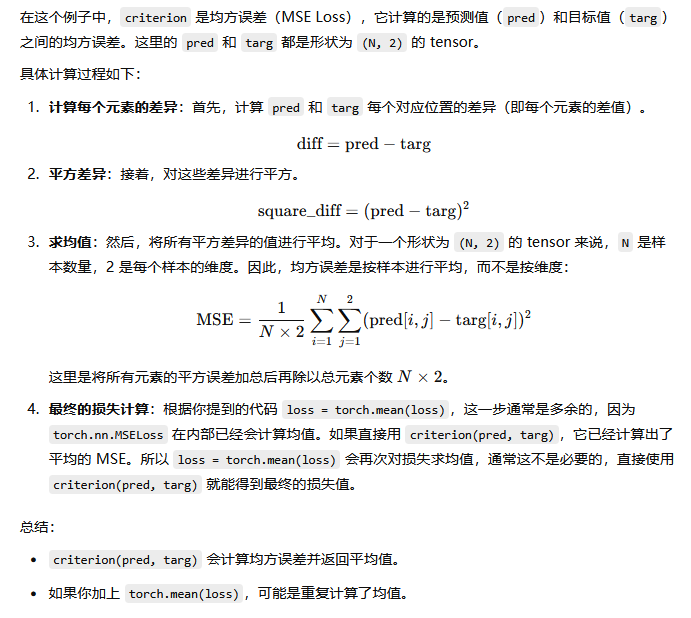 在这个例子中，criterion 是均方误差（MSE Loss），它计算的是预测值（pred）和目标值（targ）
之间的均方误差。这里的 pred 和 targ 都是形状为 (N, 2) 的 tensor。
具体计算过程如下：
1. 计算每个元素的差异：首先，计算 pred 和 targ 每个对应位置的差异（即每个元素的差值）。
diff = pred − targ
2. 平方差异：接着，对这些差异进行平方。
square_diff = (pred − targ)²
3. 求均值：然后，将所有平方差异的值进行平均。对于一个形状为 (N, 2) 的 tensor 来说，N 是样
本数量，2 是每个样本的维度。因此，均方误差是按样本进行平均，而不是按维度：
MSE = \frac{1}{N × 2} \sum_{i=1}^{N} \sum_{j=1}^{2} (pred[i, j] − targ[i, j])²
这里是将所有元素的平方误差加总后再除以总元素个数 N × 2。
4. 最终的损失计算：根据你提到的代码 loss = torch.mean(loss)，这一步通常是多余的，因为
torch.nn.MSELoss 在内部已经会计算均值。如果直接用 criterion(pred, targ)，它已经计算出了
平均的 MSE。所以 loss = torch.mean(loss) 会再次对损失求均值，通常这不是必要的，直接使用
criterion(pred, targ) 就能得到最终的损失值。
总结：
• criterion(pred, targ) 会计算均方误差并返回平均值。
• 如果你加上 torch.mean(loss)，可能是重复计算了均值。